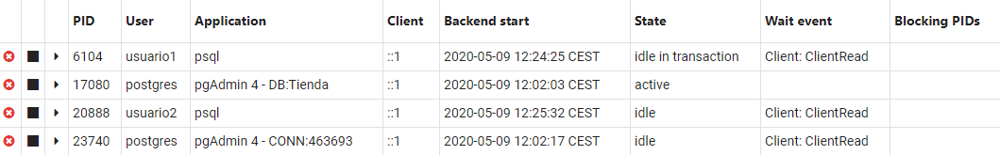 PID User Application Client Backend start State Wait event Blocking PIDs
6104 usuario1 psql ::1 2020-05-09 12:24:25 CEST idle in transaction Client: ClientRead
17080 postgres pgAdmin 4 - DB:Tienda ::1 2020-05-09 12:02:03 CEST active
20888 usuario2 psql ::1 2020-05-09 12:25:32 CEST idle Client: ClientRead
23740 postgres pgAdmin 4 - CONN:463693 ::1 2020-05-09 12:02:17 CEST idle Client: ClientRead